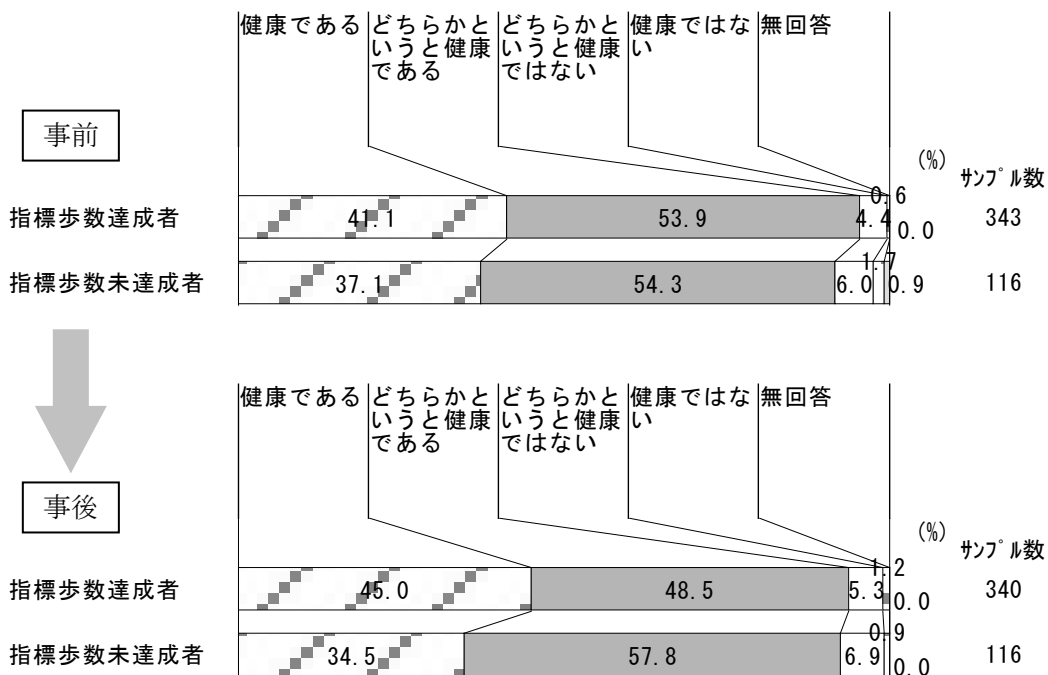 健康である どちらかというと健康である どちらかというと健康ではない 健康ではない 無回答
事前
(%)
ｻﾝﾌﾟﾙ数
0.6
指標歩数達成者 41.1 53.9 4.4 0.0 343
1.7
指標歩数未達成者 37.1 54.3 6.0 0.9 116
健康である どちらかというと健康である どちらかというと健康ではない 健康ではない 無回答
事後
(%)
ｻﾝﾌﾟﾙ数
1.2
指標歩数達成者 45.0 48.5 5.3 0.0 340
0.9
指標歩数未達成者 34.5 57.8 6.9 0.0 116